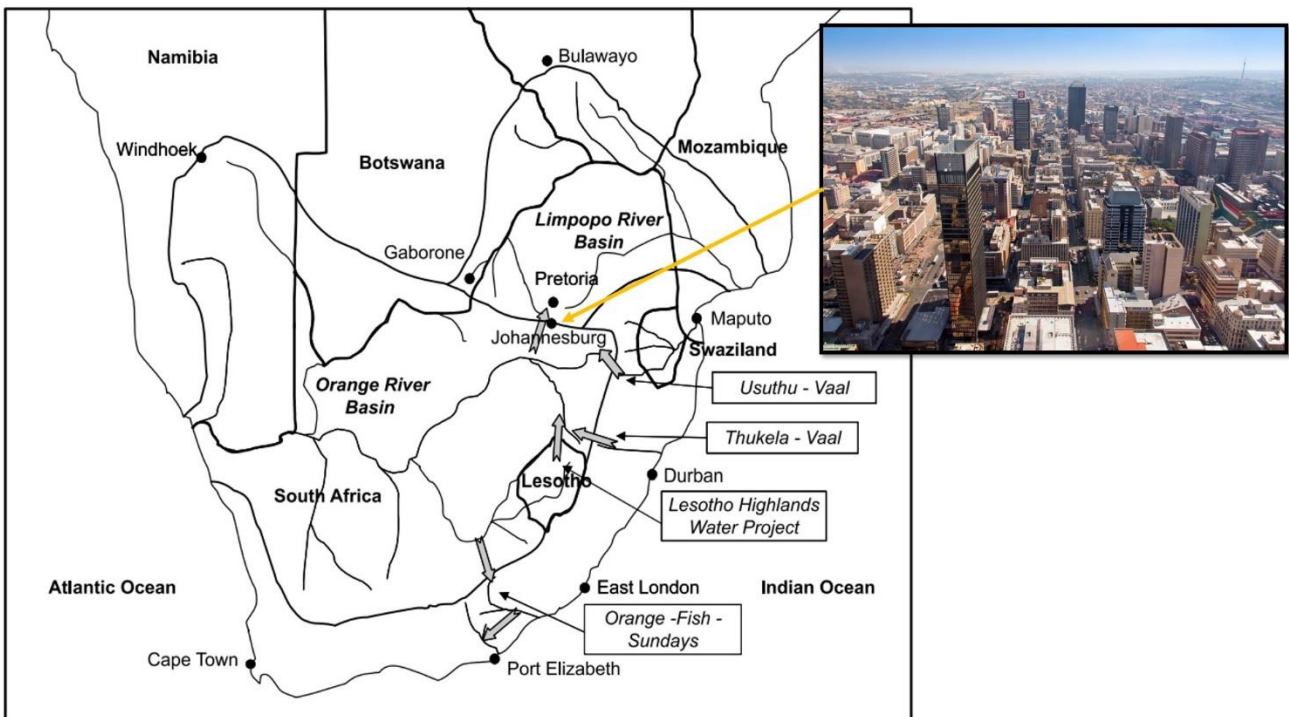 Namibia
Bulawayo
Windhoek
Botswana
Mozambique
Limpopo River
Basin
Gaborone
Pretoria
Johannesburg
Maputo
Swaziland
Orange River
Basin
Usuthu - Vaal
Thukela - Vaal
Lesotho
Durban
South Africa
Lesotho Highlands
Water Project
Atlantic Ocean
East London
Indian Ocean
Orange -Fish -
Sundays
Cape Town
Port Elizabeth